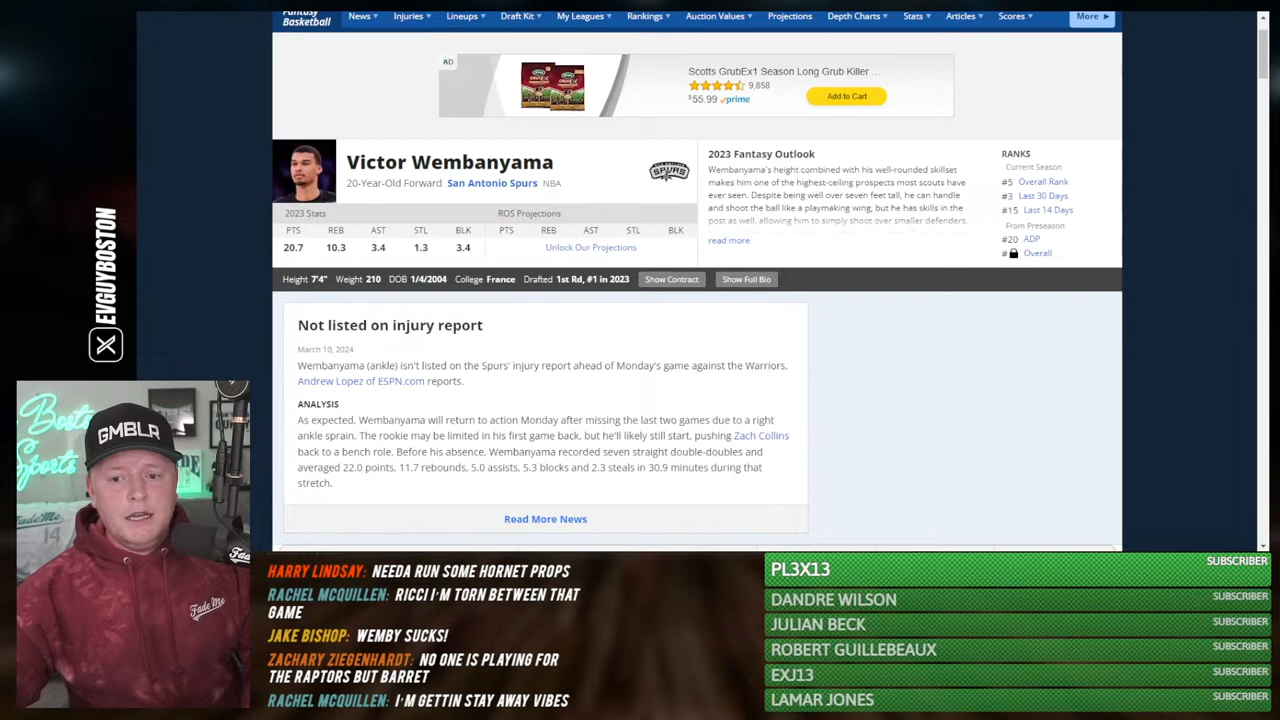 Fantasy
Basketball
News Injuries Lineups Draft Kit My Leagues Rankings Auction Values Projections Depth Charts Stats Articles Scores More
AD
Scotts GrubEx1 Season Long Grub Killer ...
9,858
$55.99 prime
Add to Cart
Victor Wembanyama
20-Year-Old Forward San Antonio Spurs NBA
SPURS
2023 Stats ROS Projections
PTS REB AST STL BLK PTS REB AST STL BLK
20.7 10.3 3.4 1.3 3.4 Unlock Our Projections
2023 Fantasy Outlook
Wembanyama's height combined with his well-rounded skillset
makes him one of the highest-ceiling prospects most scouts have
ever seen. Despite being well over seven feet tall, he can handle
and shoot the ball like a playmaking wing, but he has skills in the
post as well, allowing him to simply shoot over smaller defenders.
read more
RANKS
Current Season
#5 Overall Rank
#3 Last 30 Days
#15 Last 14 Days
From Preseason
#20 ADP
# Overall
Height 7'4" Weight 210 DOB 1/4/2004 College France Drafted 1st Rd, #1 in 2023 Show Contract Show Full Bio
Not listed on injury report
March 10, 2024
Wembanyama (ankle) isn't listed on the Spurs' injury report ahead of Monday's game against the Warriors,
Andrew Lopez of ESPN.com reports.
ANALYSIS
As expected, Wembanyama will return to action Monday after missing the last two games due to a right
ankle sprain. The rookie may be limited in his first game back, but he'll likely still start, pushing Zach Collins
back to a bench role. Before his absence, Wembanyama recorded seven straight double-doubles and
averaged 22.0 points, 11.7 rebounds, 5.0 assists, 5.3 blocks and 2.3 steals in 30.9 minutes during that
stretch.
Read More News
EVGUYBOSTON
GMBLR
Sports
Fade Me
14
HARRY LINDSAY: NEEDA RUN SOME HORNET PROPS
RACHEL MCQUILLEN: RICCI I'M TORN BETWEEN THAT
GAME
JAKE BISHOP: WEMBY SUCKS!
ZACHARY ZIEGENHARDT: NO ONE IS PLAYING FOR
THE RAPTORS BUT BARRET
RACHEL MCQUILLEN: I'M GETTIN STAY AWAY VIBES
PL3X13 SUBSCRIBER
DANDRE WILSON SUBSCRIBER
JULIAN BECK SUBSCRIBER
ROBERT GUILLEBEAUX SUBSCRIBER
EXJ13 SUBSCRIBER
LAMAR JONES SUBSCRIBER